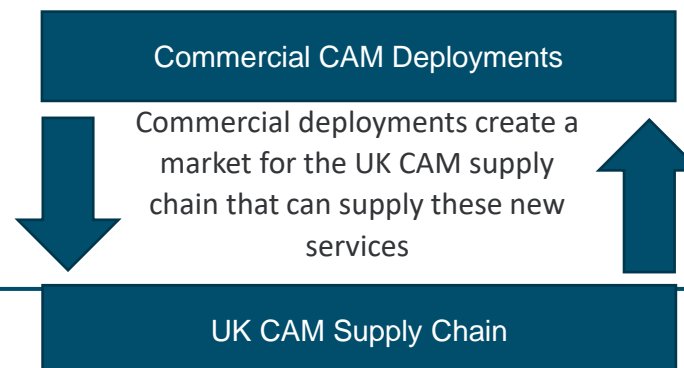 Commercial CAM Deployments
Commercial deployments create a
market for the UK CAM supply
chain that can supply these new
services
UK CAM Supply Chain